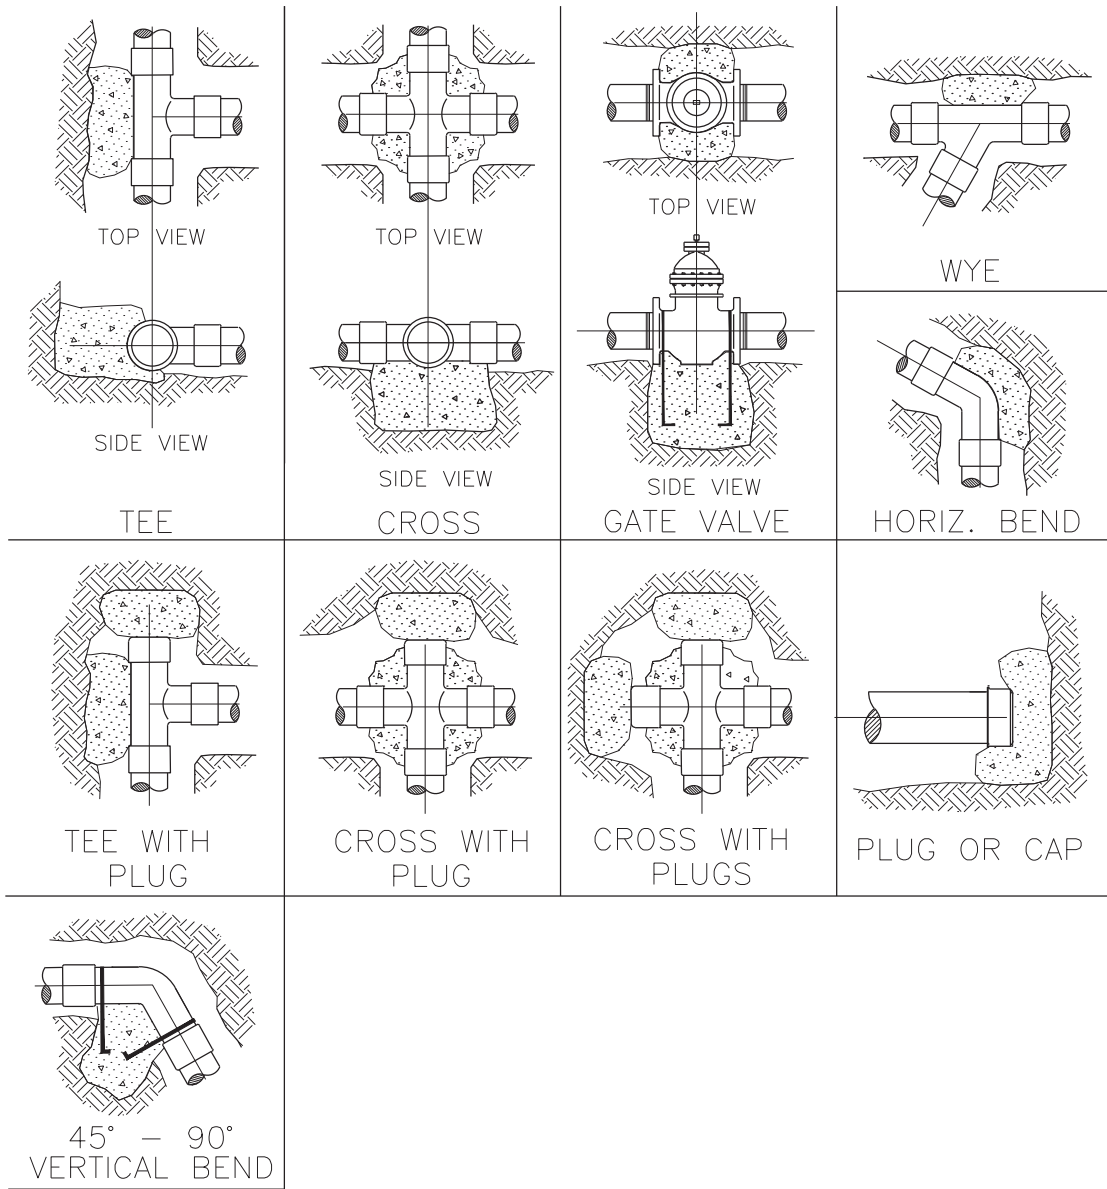 TOP VIEW
SIDE VIEW
TEE
TOP VIEW
SIDE VIEW
CROSS
TOP VIEW
SIDE VIEW
GATE VALVE
WYE
HORIZ. BEND
TEE WITH
PLUG
CROSS WITH
PLUG
CROSS WITH
PLUGS
PLUG OR CAP
45° – 90°
VERTICAL BEND